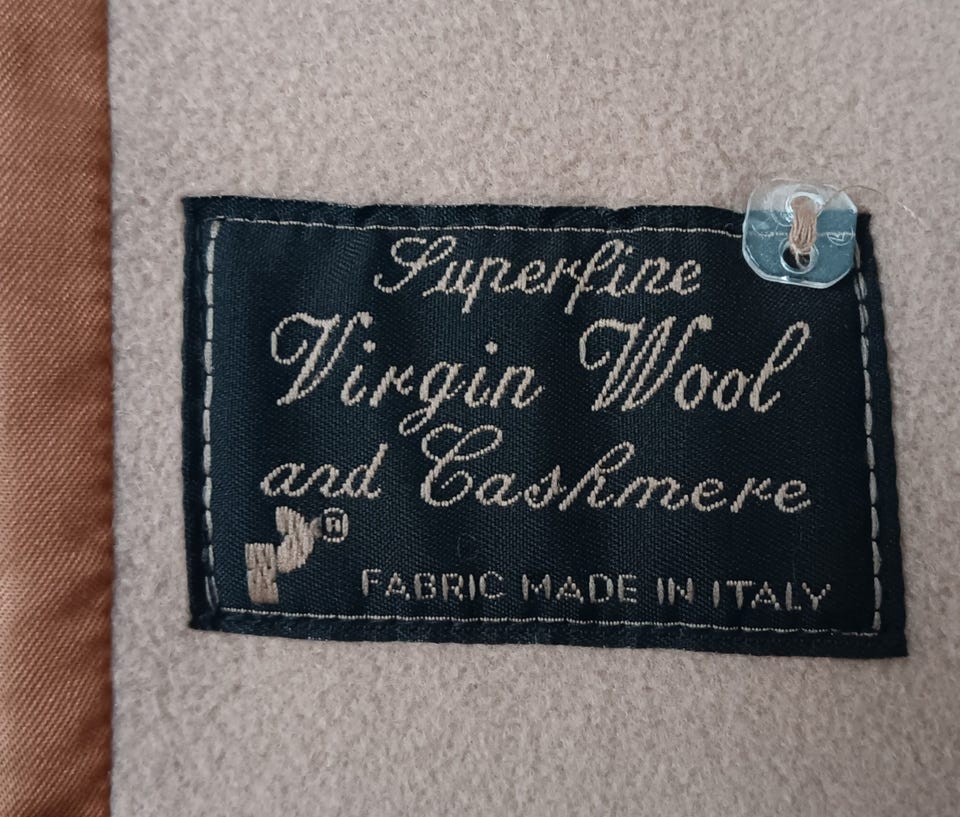 Superfine
Virgin Wool
and Cashmere
®
FABRIC MADE IN ITALY